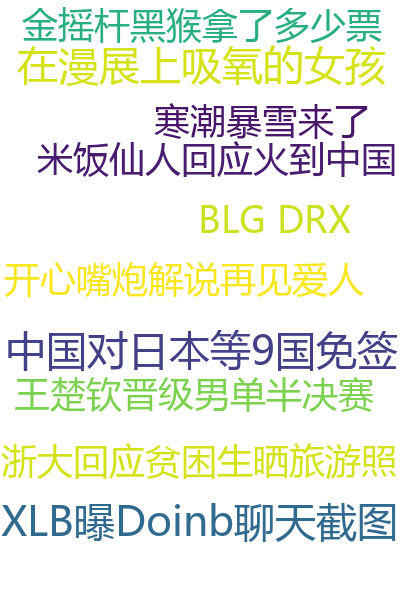 金摇杆黑猴拿了多少票
在漫展上吸氧的女孩
寒潮暴雪来了
米饭仙人回应火到中国
BLG DRX
开心嘴炮解说再见爱人
中国对日本等9国免签
王楚钦晋级男单半决赛
浙大回应贫困生晒旅游照
XLB曝Doinb聊天截图